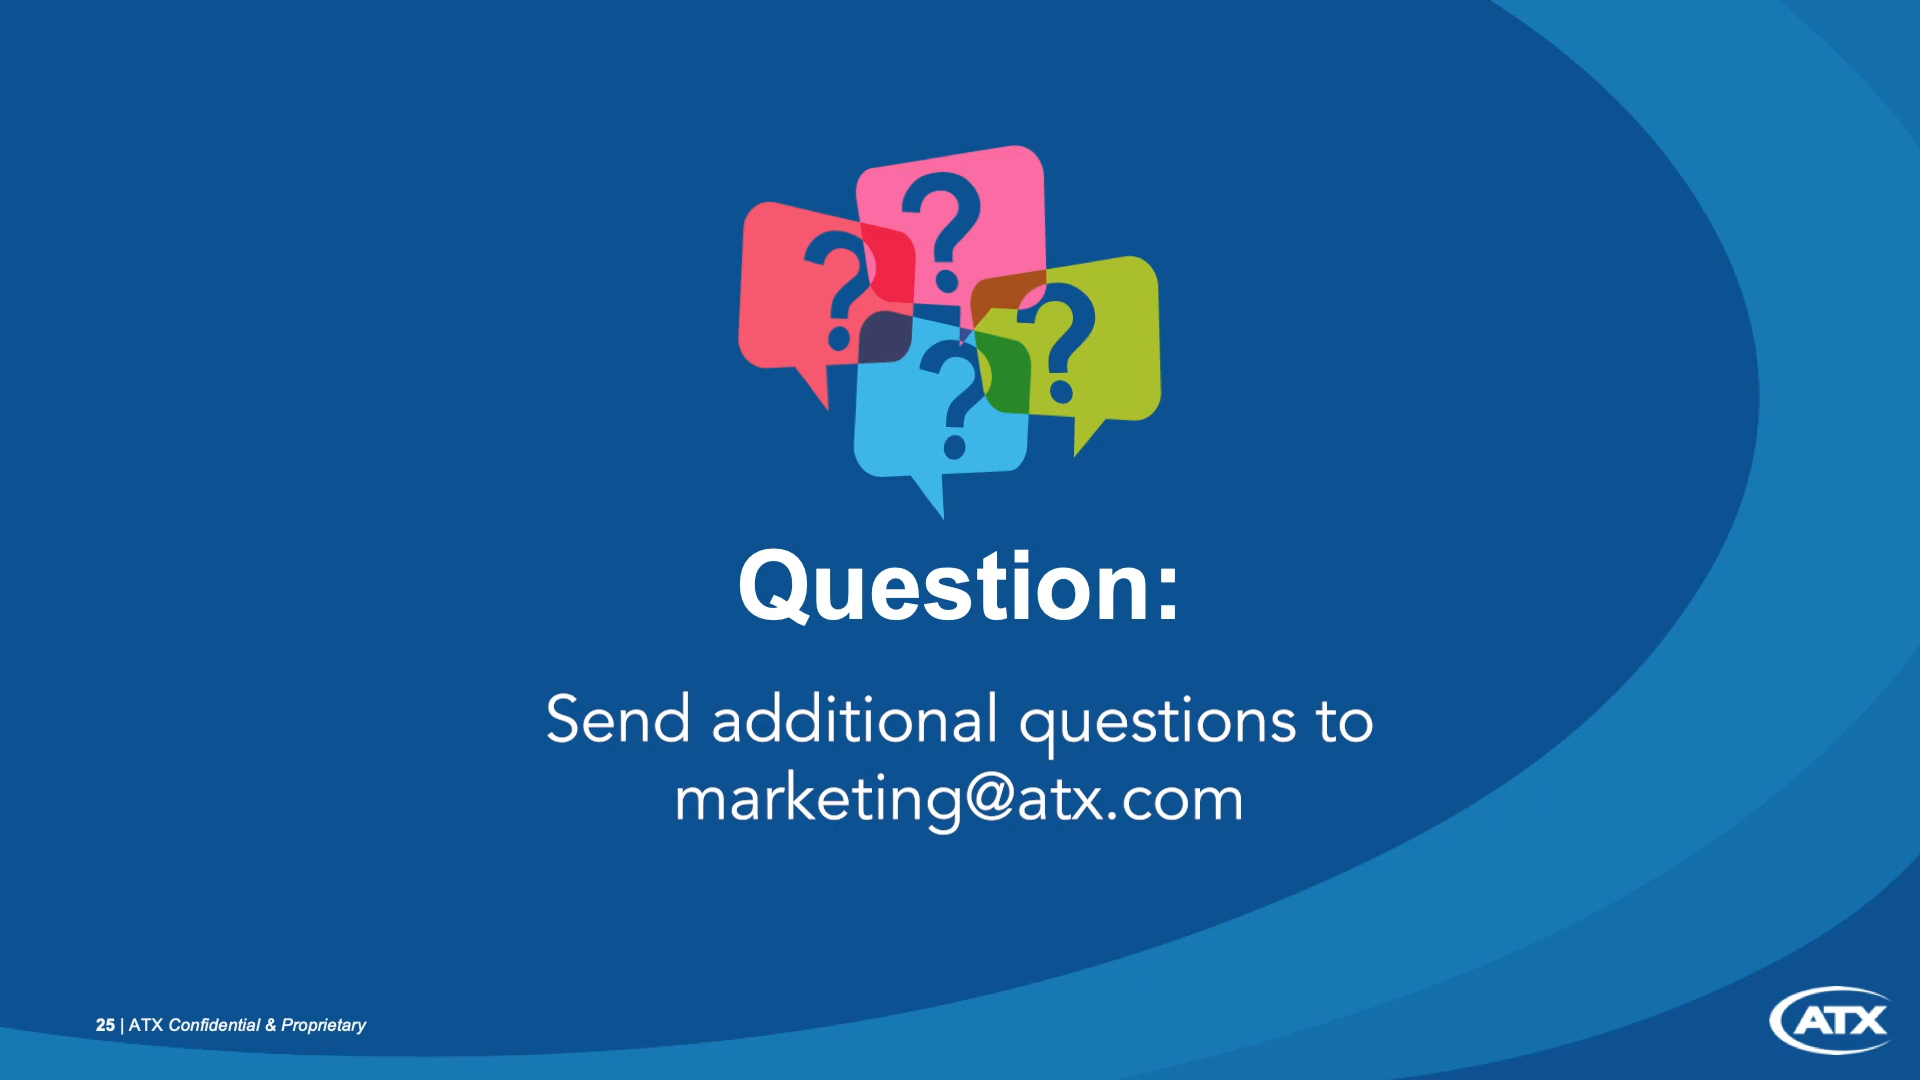 ? ? ? ?
Question:
Send additional questions to
marketing@atx.com
25 | ATX Confidential & Proprietary
ATX